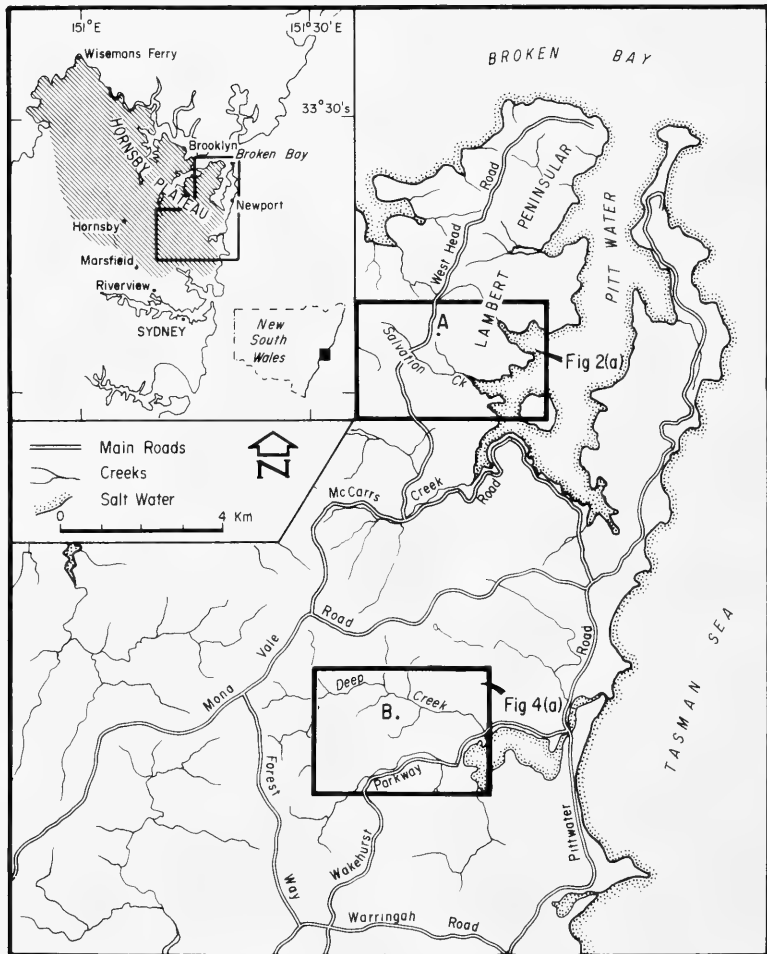 151°E
151°30'E
Wisemans Ferry
33°30's
HORNSBY
PLATEAU
Brooklyn
Broken Bay
Newport
Hornsby
Marsfield
Riverview
SYDNEY
New
South
Wales
Main Roads
Creeks
Salt Water
N
0 4 Km
BROKEN BAY
West Head Road
LAMBERT
PENINSULAR
PITT WATER
A
Salvation Ck
Fig 2(a)
McCarrs Creek Road
Mona Vale Road
Road
Deep Creek
B.
Fig 4(a)
TASMAN SEA
Forest Way
Wakehurst Parkway
Pittwater
Warringah Road